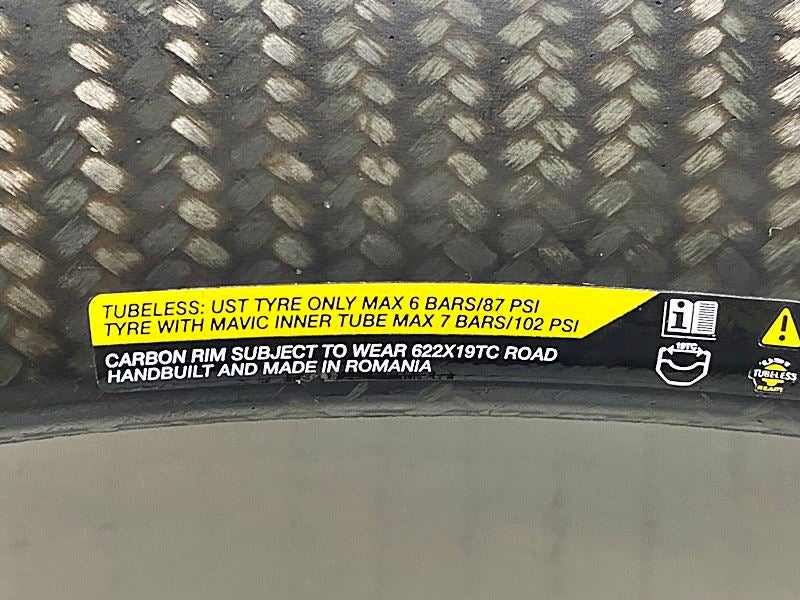 TUBELESS: UST TYRE ONLY MAX 6 BARS/87 PSI
TYRE WITH MAVIC INNER TUBE MAX 7 BARS/102 PSI
CARBON RIM SUBJECT TO WEAR 622X19TC ROAD
HANDBUILT AND MADE IN ROMANIA
i
19TC
TUBELESS
READY